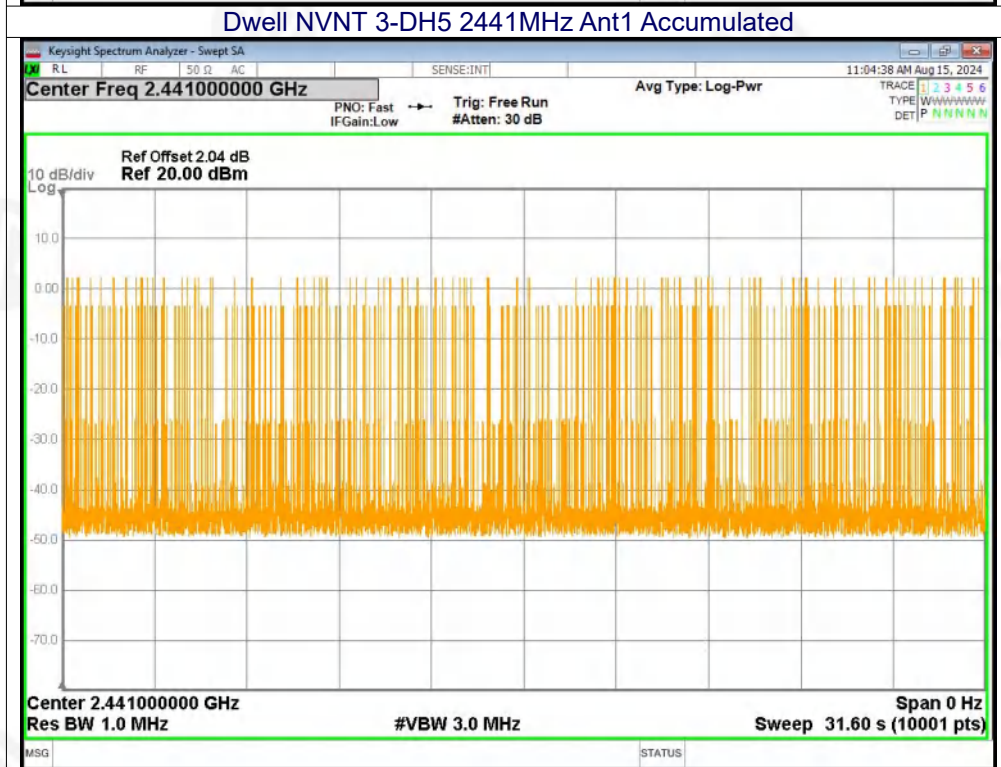 Dwell NVNT 3-DH5 2441MHz Ant1 Accumulated
Keysight Spectrum Analyzer - Swept SA
LXI RL RF 50 Ω AC SENSE:INT 11:04:38 AM Aug 15, 2024
Center Freq 2.441000000 GHz
PNO: Fast
IFGain:Low
Trig: Free Run
#Atten: 30 dB
Avg Type: Log-Pwr
TRACE 1 2 3 4 5 6
TYPE WWWWWWW
DET P N N N N N
Ref Offset 2.04 dB
10 dB/div Ref 20.00 dBm
Log
10.0
0.00
-10.0
-20.0
-30.0
-40.0
-50.0
-60.0
-70.0
Center 2.441000000 GHz Span 0 Hz
Res BW 1.0 MHz #VBW 3.0 MHz Sweep 31.60 s (10001 pts)
MSG STATUS